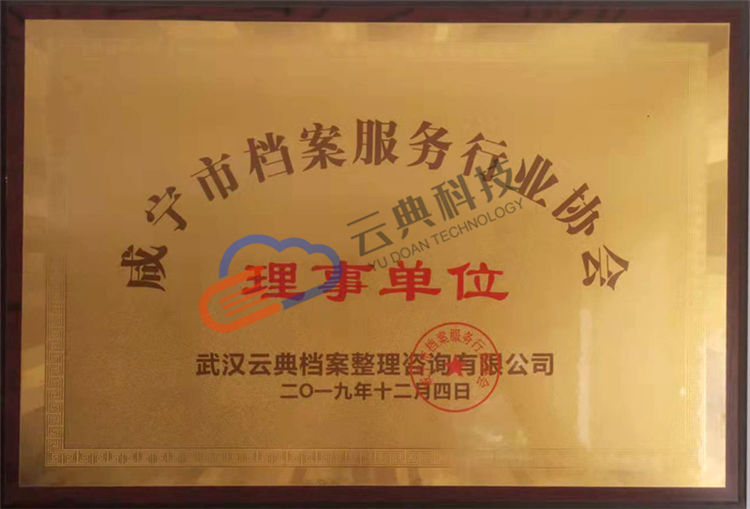 咸宁市档案服务行业协会
云典科技
YU DOAN TECHNOLOGY
理事单位
武汉云典档案整理咨询有限公司
二〇一九年十二月四日